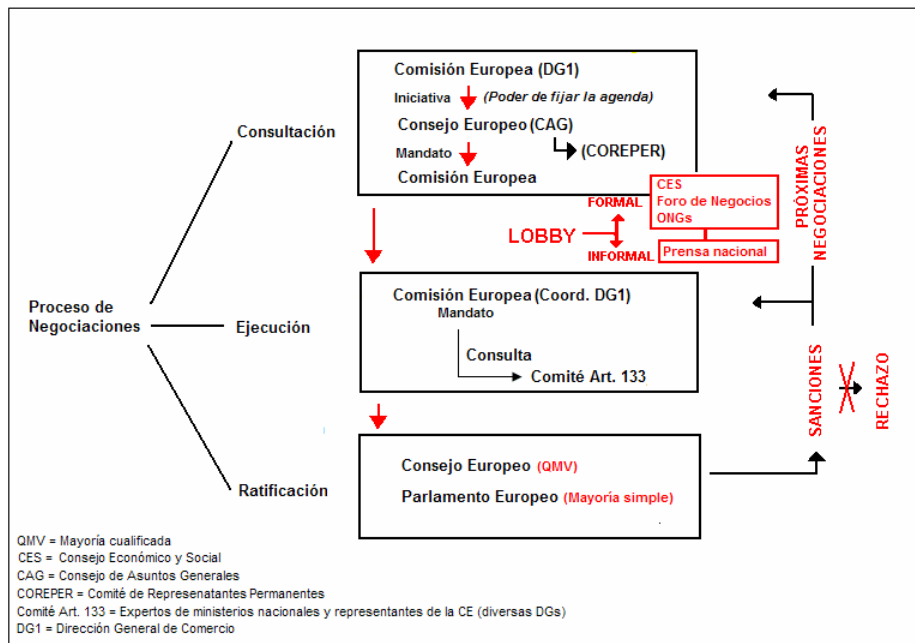 Comisión Europea (DG1)
Iniciativa (Poder de fijar la agenda)
Consejo Europeo (CAG)
Mandato (COREPER)
Comisión Europea
Consultación
CES
Foro de Negocios
ONGs
FORMAL
LOBBY
INFORMAL
Prensa nacional
PRÓXIMAS
NEGOCIACIONES
Proceso de
Negociaciones
Ejecución
Comisión Europea (Coord. DG1)
Mandato
Consulta
Comité Art. 133
SANCIONES
RECHAZO
Ratificación
Consejo Europeo (QMV)
Parlamento Europeo (Mayoría simple)
QMV = Mayoría cualificada
CES = Consejo Económico y Social
CAG = Consejo de Asuntos Generales
COREPER = Comité de Represenatantes Permanentes
Comité Art. 133 = Expertos de ministerios nacionales y representantes de la CE (diversas DGs)
DG1 = Dirección General de Comercio